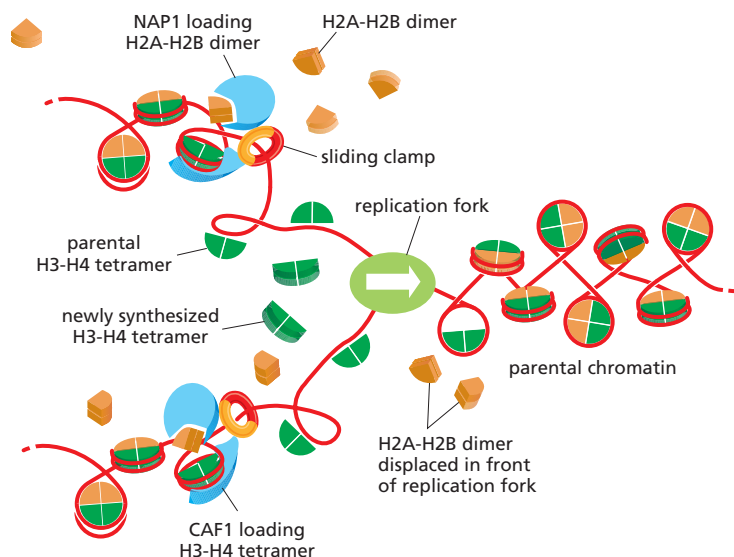 NAP1 loading
H2A-H2B dimer
H2A-H2B dimer
sliding clamp
replication fork
parental
H3-H4 tetramer
newly synthesized
H3-H4 tetramer
parental chromatin
H2A-H2B dimer
displaced in front
of replication fork
CAF1 loading
H3-H4 tetramer